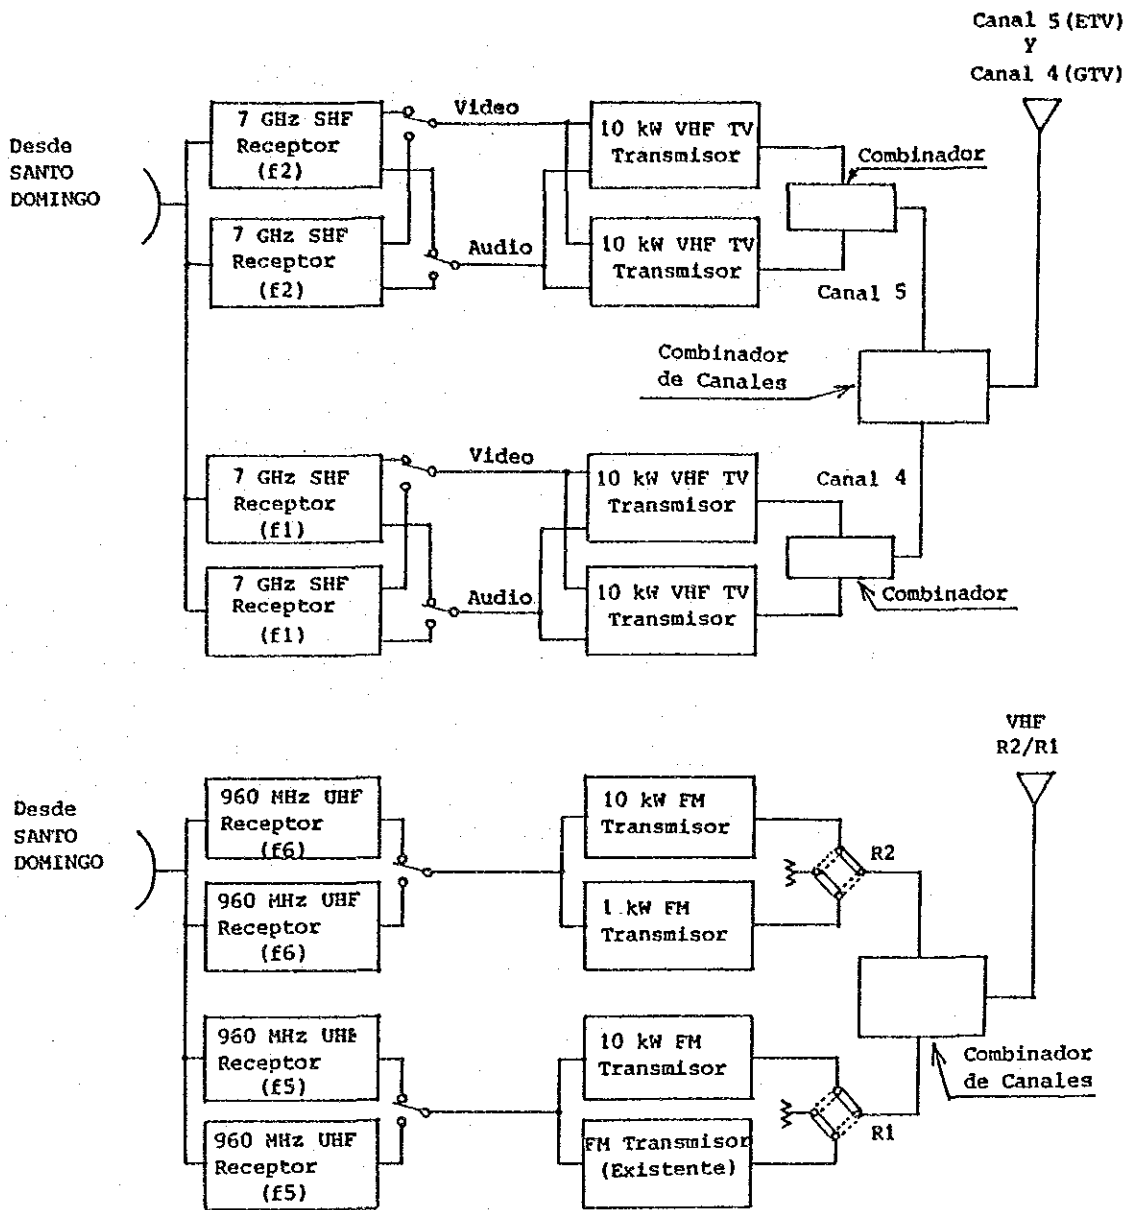 Canal 5 (ETV)
Y
Canal 4 (GTV)
Desde
SANTO
DOMINGO
7 GHz SHF
Receptor
(f2)
7 GHz SHF
Receptor
(f2)
Video
Audio
10 kW VHF TV
Transmisor
10 kW VHF TV
Transmisor
Combinador
Canal 5
Combinador
de Canales
7 GHz SHF
Receptor
(f1)
7 GHz SHF
Receptor
(f1)
Video
Audio
10 kW VHF TV
Transmisor
10 kW VHF TV
Transmisor
Canal 4
Combinador
VHF
R2/R1
Desde
SANTO
DOMINGO
960 MHz UHF
Receptor
(f6)
960 MHz UHF
Receptor
(f6)
10 kW FM
Transmisor
1 kW FM
Transmisor
R2
960 MHz UHF
Receptor
(f5)
960 MHz UHF
Receptor
(f5)
10 kW FM
Transmisor
FM Transmisor
(Existente)
R1
Combinador
de Canales